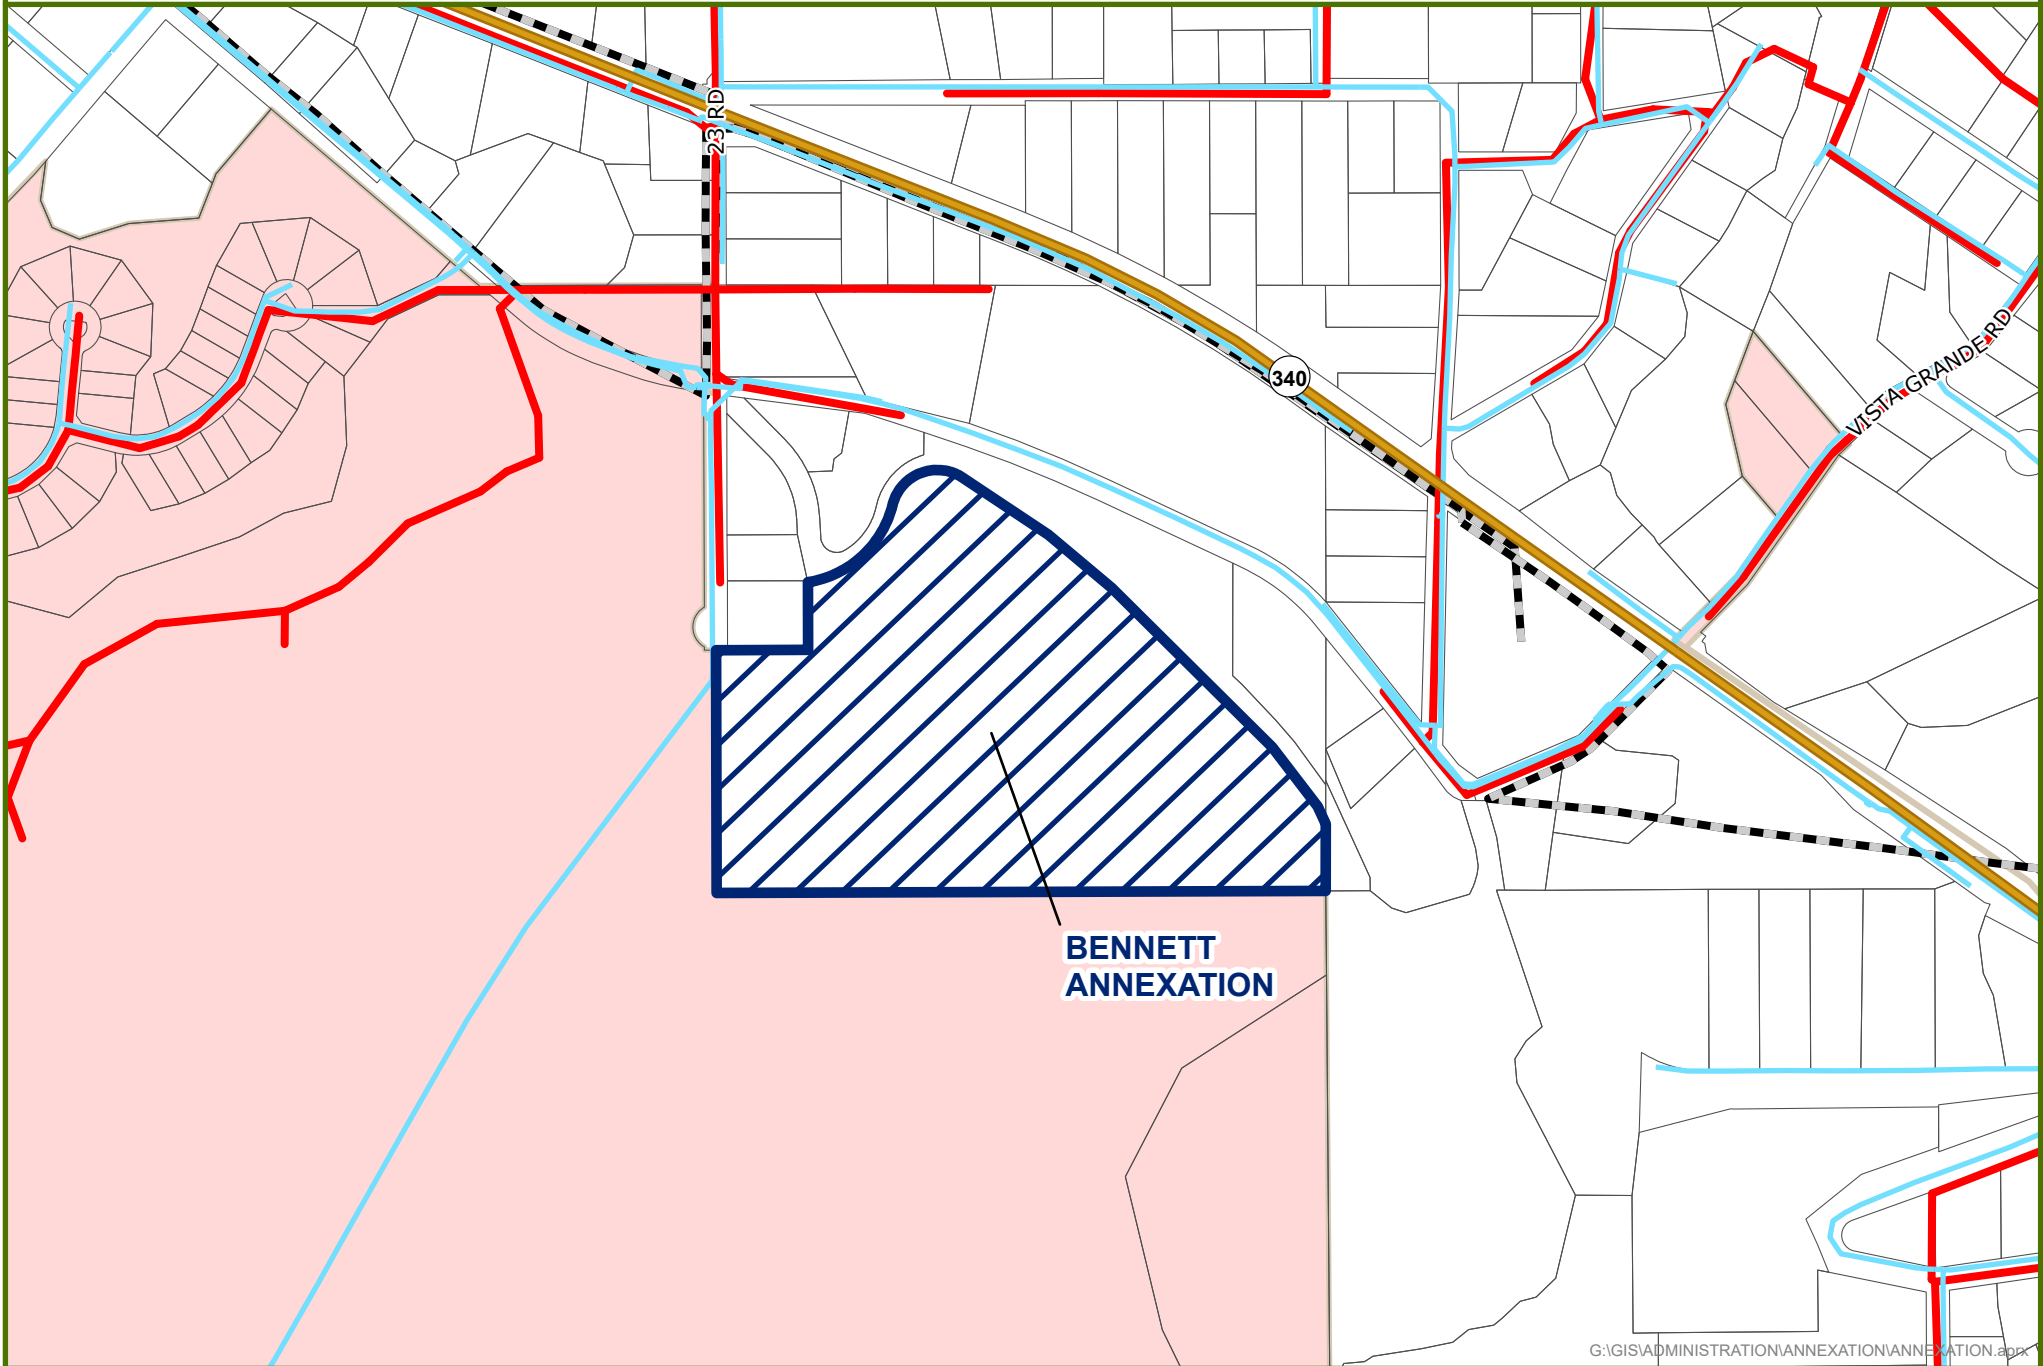 23 RD
340
VISTA GRANDE RD
BENNETT
ANNEXATION
G:\GIS\ADMINISTRATION\ANNEXATION\ANNEXATION.aprx